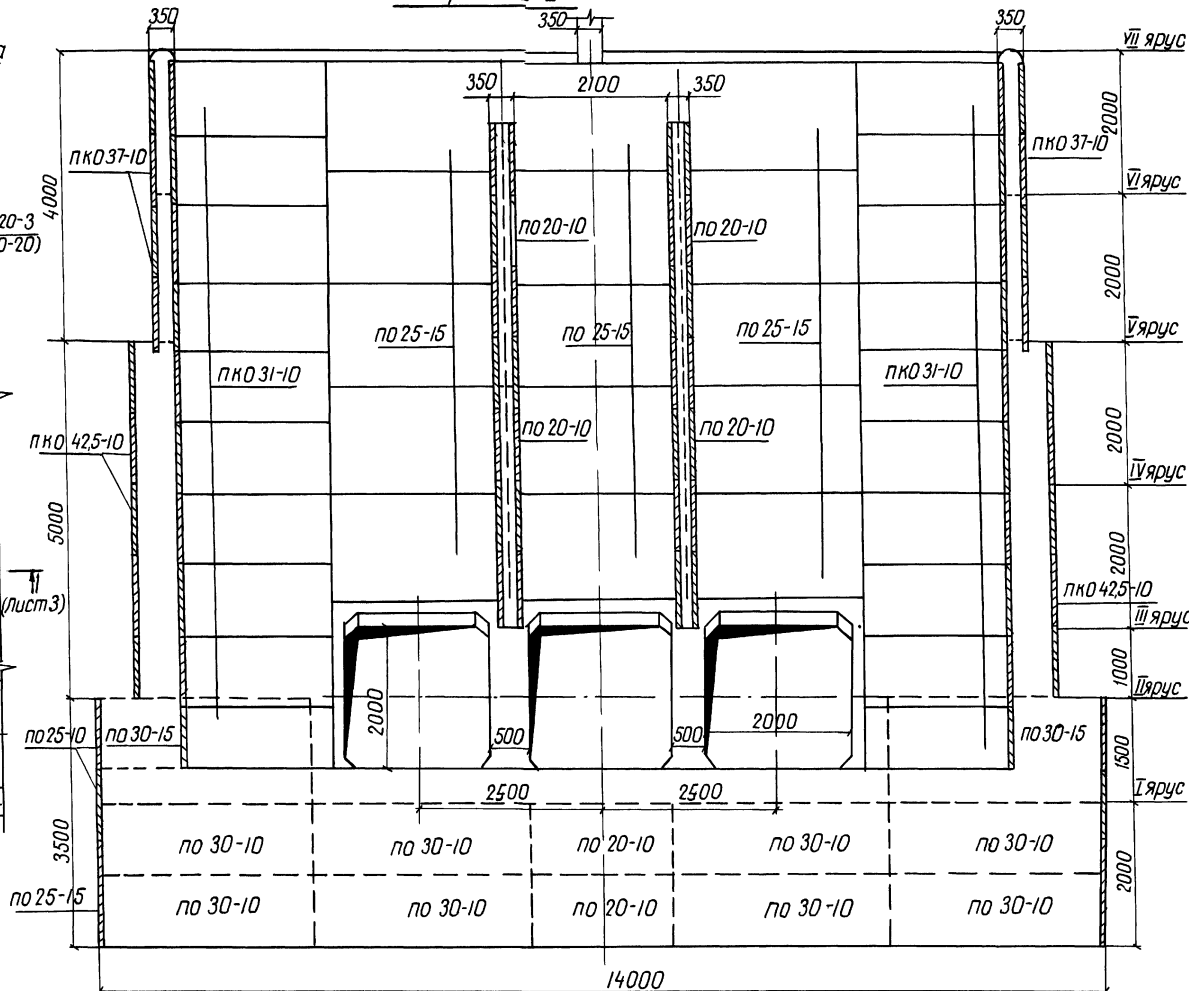 350
350
350
VII ярус
а
350
2100
350
2000
пкО 37-10
пкО 37-10
4000
VI ярус
20-3
0-20)
по 20-10
по 20-10
2000
по 25-15
по 25-15
по 25-15
V ярус
пкО 31-10
пкО 31-10
пкО 42,5-10
по 20-10
по 20-10
2000
IV ярус
5000
2000
1
(Лист 3)
пкО 42,5-10
III ярус
2000
1000
II ярус
по 25-10
по 30-15
500
500
2000
по 30-15
1500
2500
2500
I ярус
3500
по 30-10
по 30-10
по 20-10
по 30-10
по 30-10
2000
по 25-15
по 30-10
по 30-10
по 20-10
по 30-10
по 30-10
14000